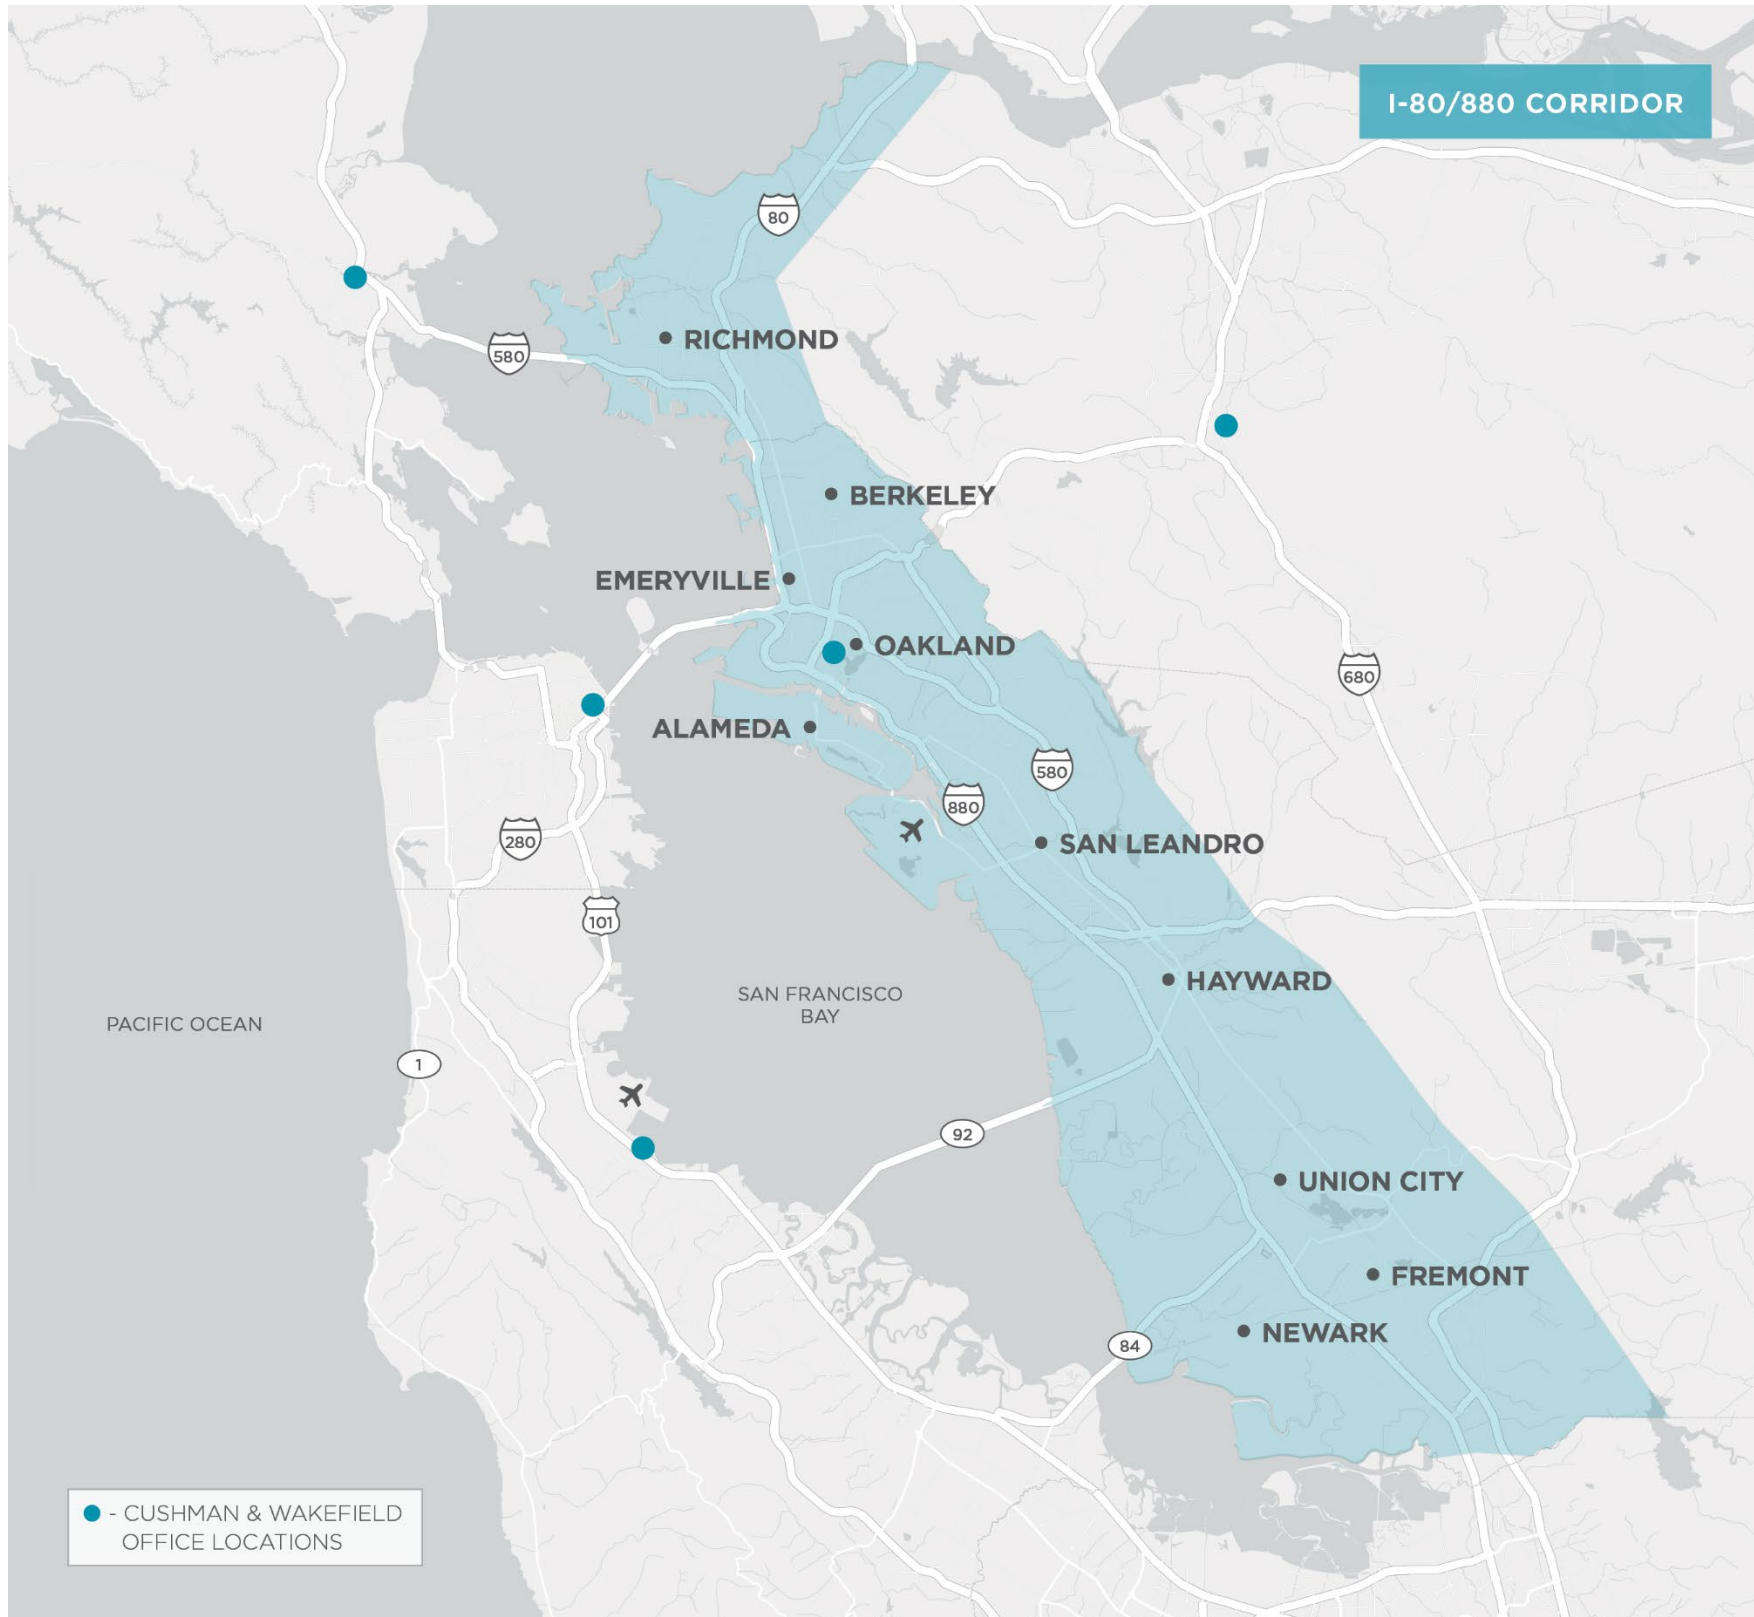 I-80/880 CORRIDOR
80
RICHMOND
580
BERKELEY
EMERYVILLE
OAKLAND
680
ALAMEDA
580
880
280
SAN LEANDRO
101
HAYWARD
SAN FRANCISCO
BAY
PACIFIC OCEAN
1
92
UNION CITY
FREMONT
NEWARK
84
- CUSHMAN & WAKEFIELD
OFFICE LOCATIONS